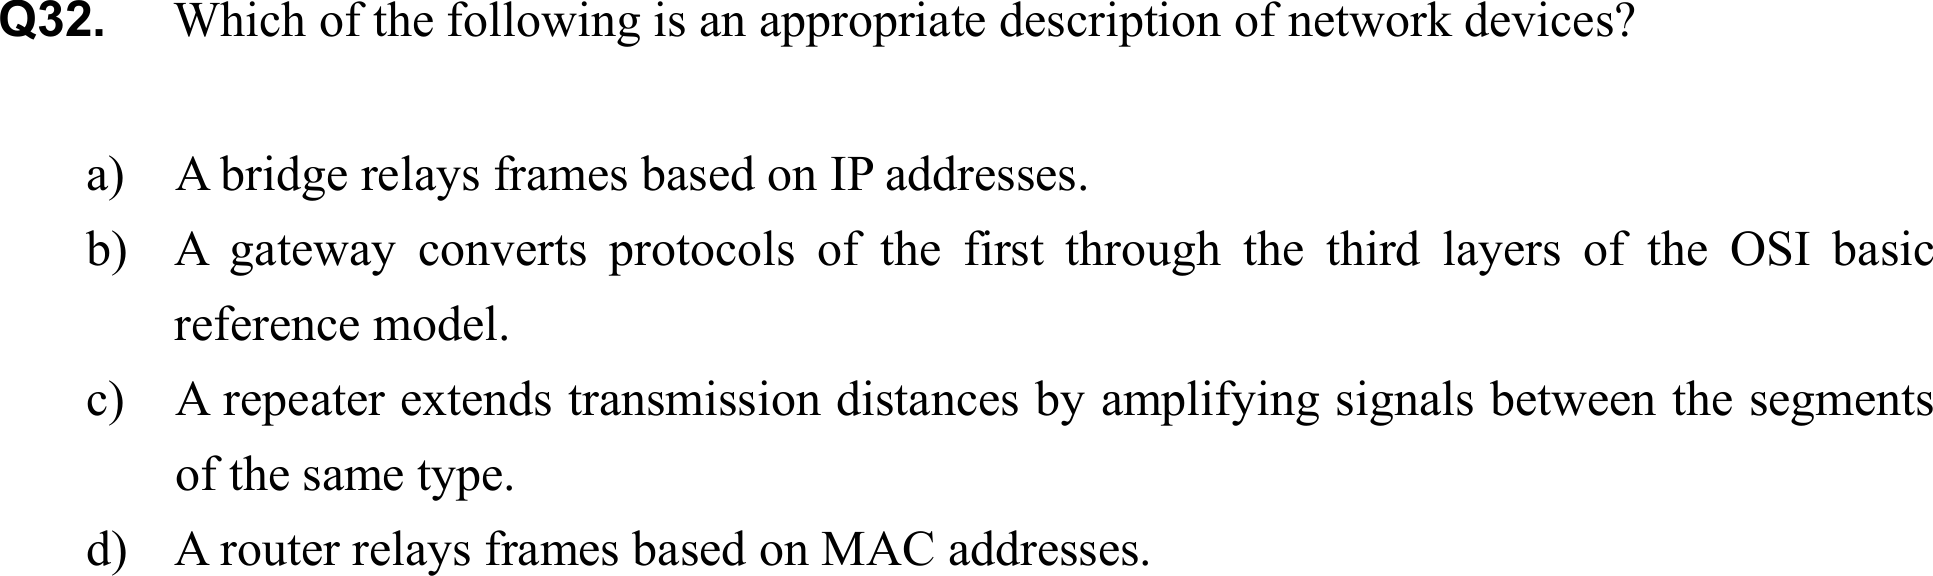 Q32. Which of the following is an appropriate description of network devices?
a) A bridge relays frames based on IP addresses.
b) A gateway converts protocols of the first through the third layers of the OSI basic
reference model.
c) A repeater extends transmission distances by amplifying signals between the segments
of the same type.
d) A router relays frames based on MAC addresses.